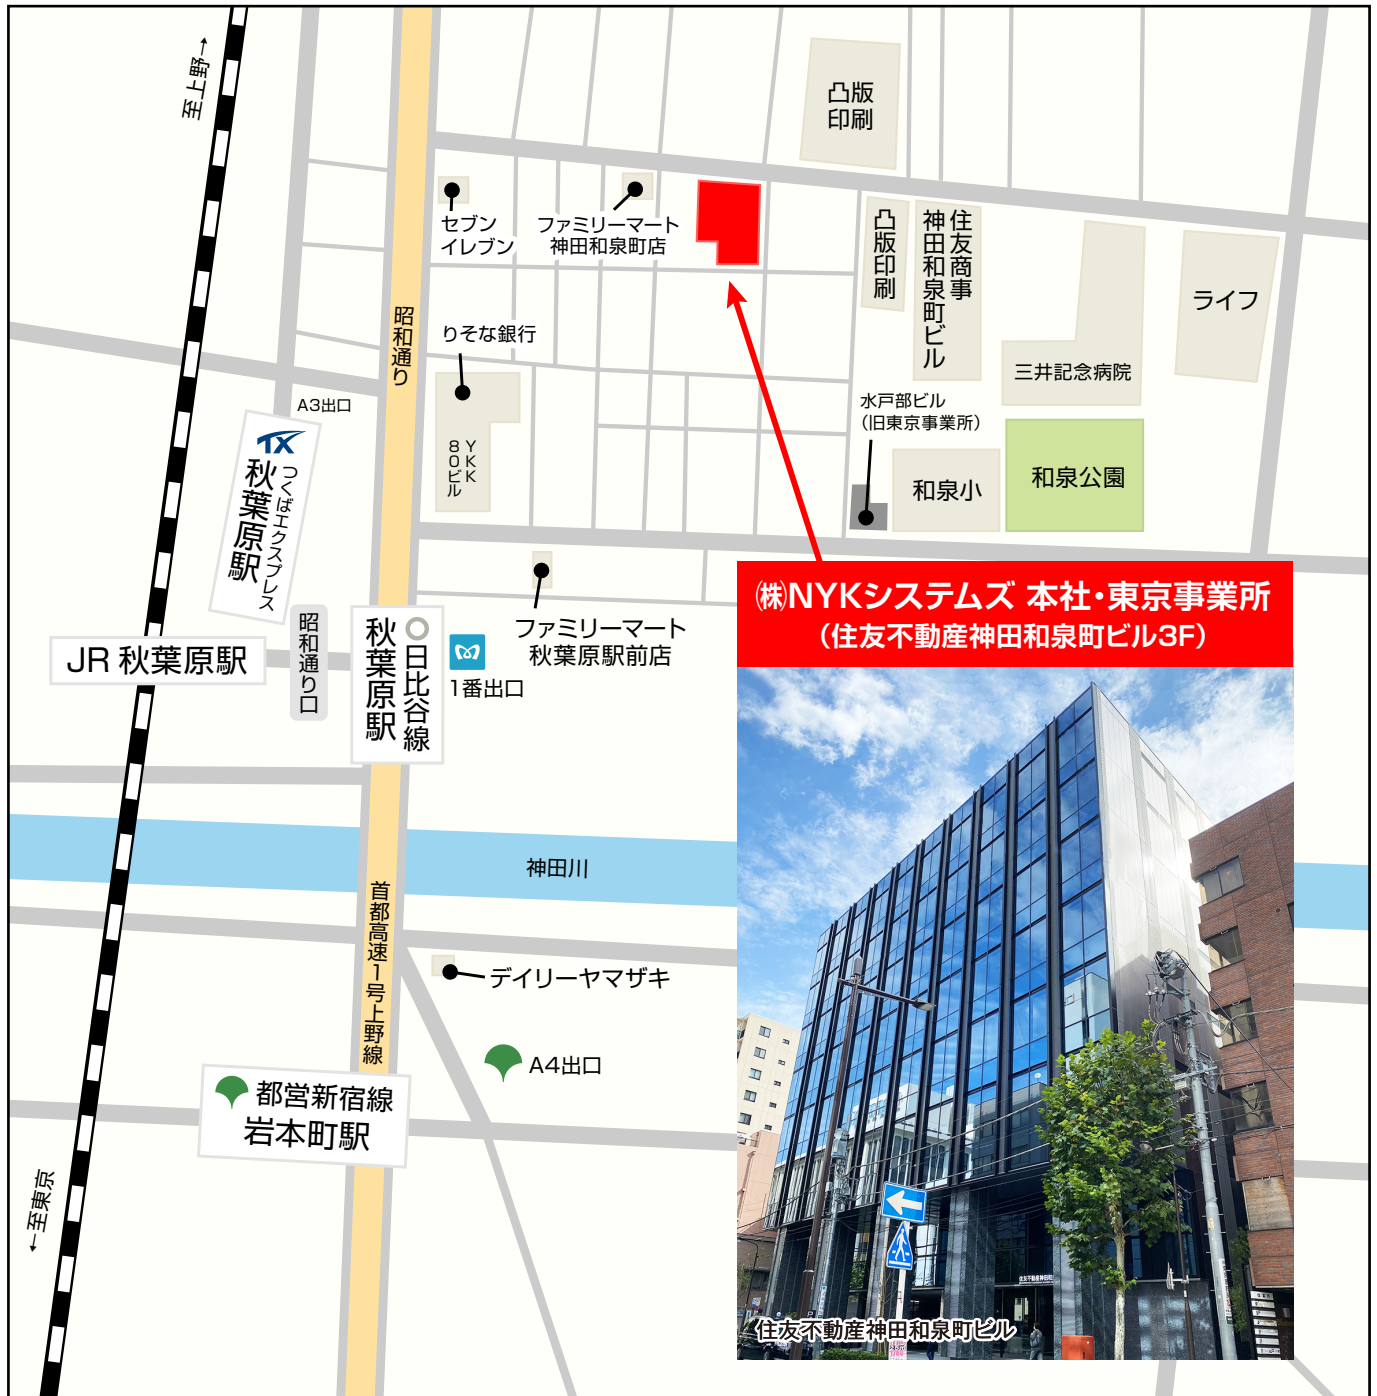 至上野→
凸版
印刷
セブン
イレブン
ファミリーマート
神田和泉町店
凸版印刷
住友商事
神田和泉町ビル
ライフ
昭和通り
りそな銀行
三井記念病院
A3出口
水戸部ビル
(旧東京事業所)
YKK
80ビル
TX
つくばエクスプレス
秋葉原駅
和泉小
和泉公園
㈱NYKシステムズ 本社・東京事業所
(住友不動産神田和泉町ビル3F)
ファミリーマート
秋葉原駅前店
JR 秋葉原駅
昭和通り口
日比谷線
秋葉原駅
1番出口
神田川
首都高速1号上野線
デイリーヤマザキ
A4出口
都営新宿線
岩本町駅
←至東京
住友不動産神田和泉町ビル